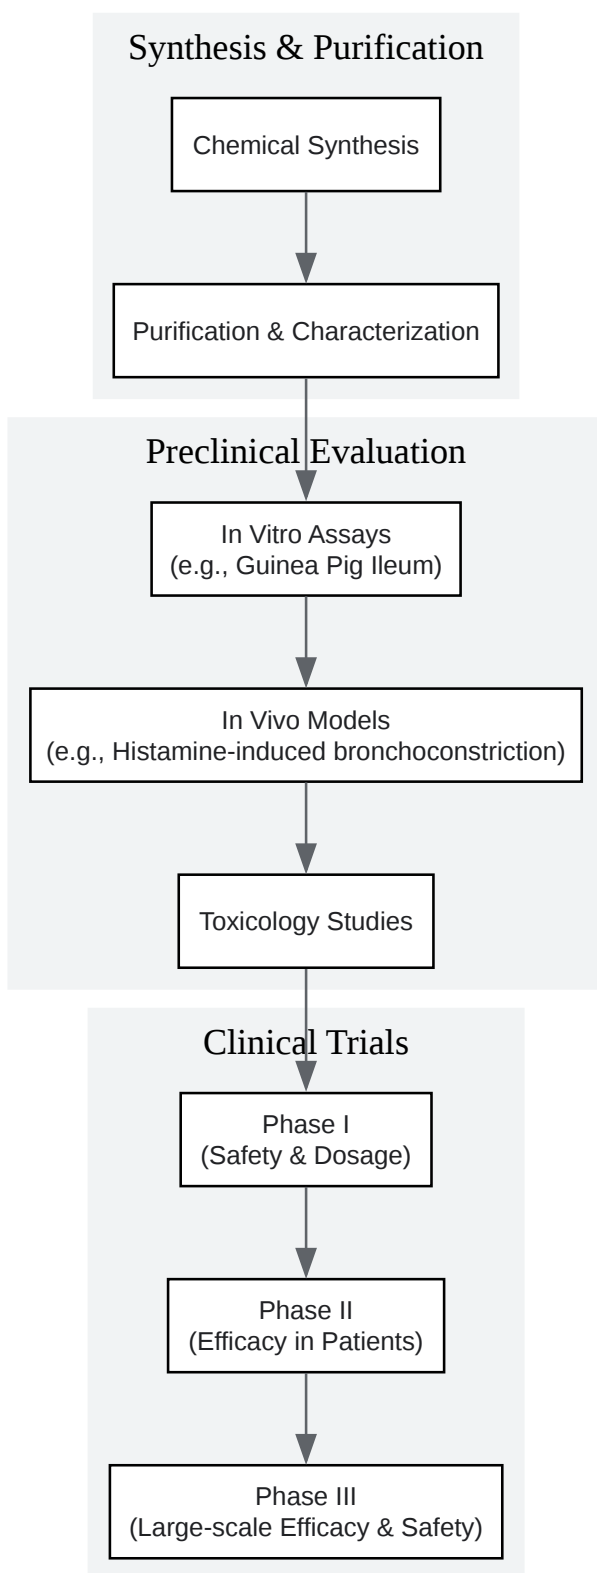 Synthesis & Purification
Chemical Synthesis
Purification & Characterization
Preclinical Evaluation
In Vitro Assays
(e.g., Guinea Pig Ileum)
In Vivo Models
(e.g., Histamine-induced bronchoconstriction)
Toxicology Studies
Clinical Trials
Phase I
(Safety & Dosage)
Phase II
(Efficacy in Patients)
Phase III
(Large-scale Efficacy & Safety)